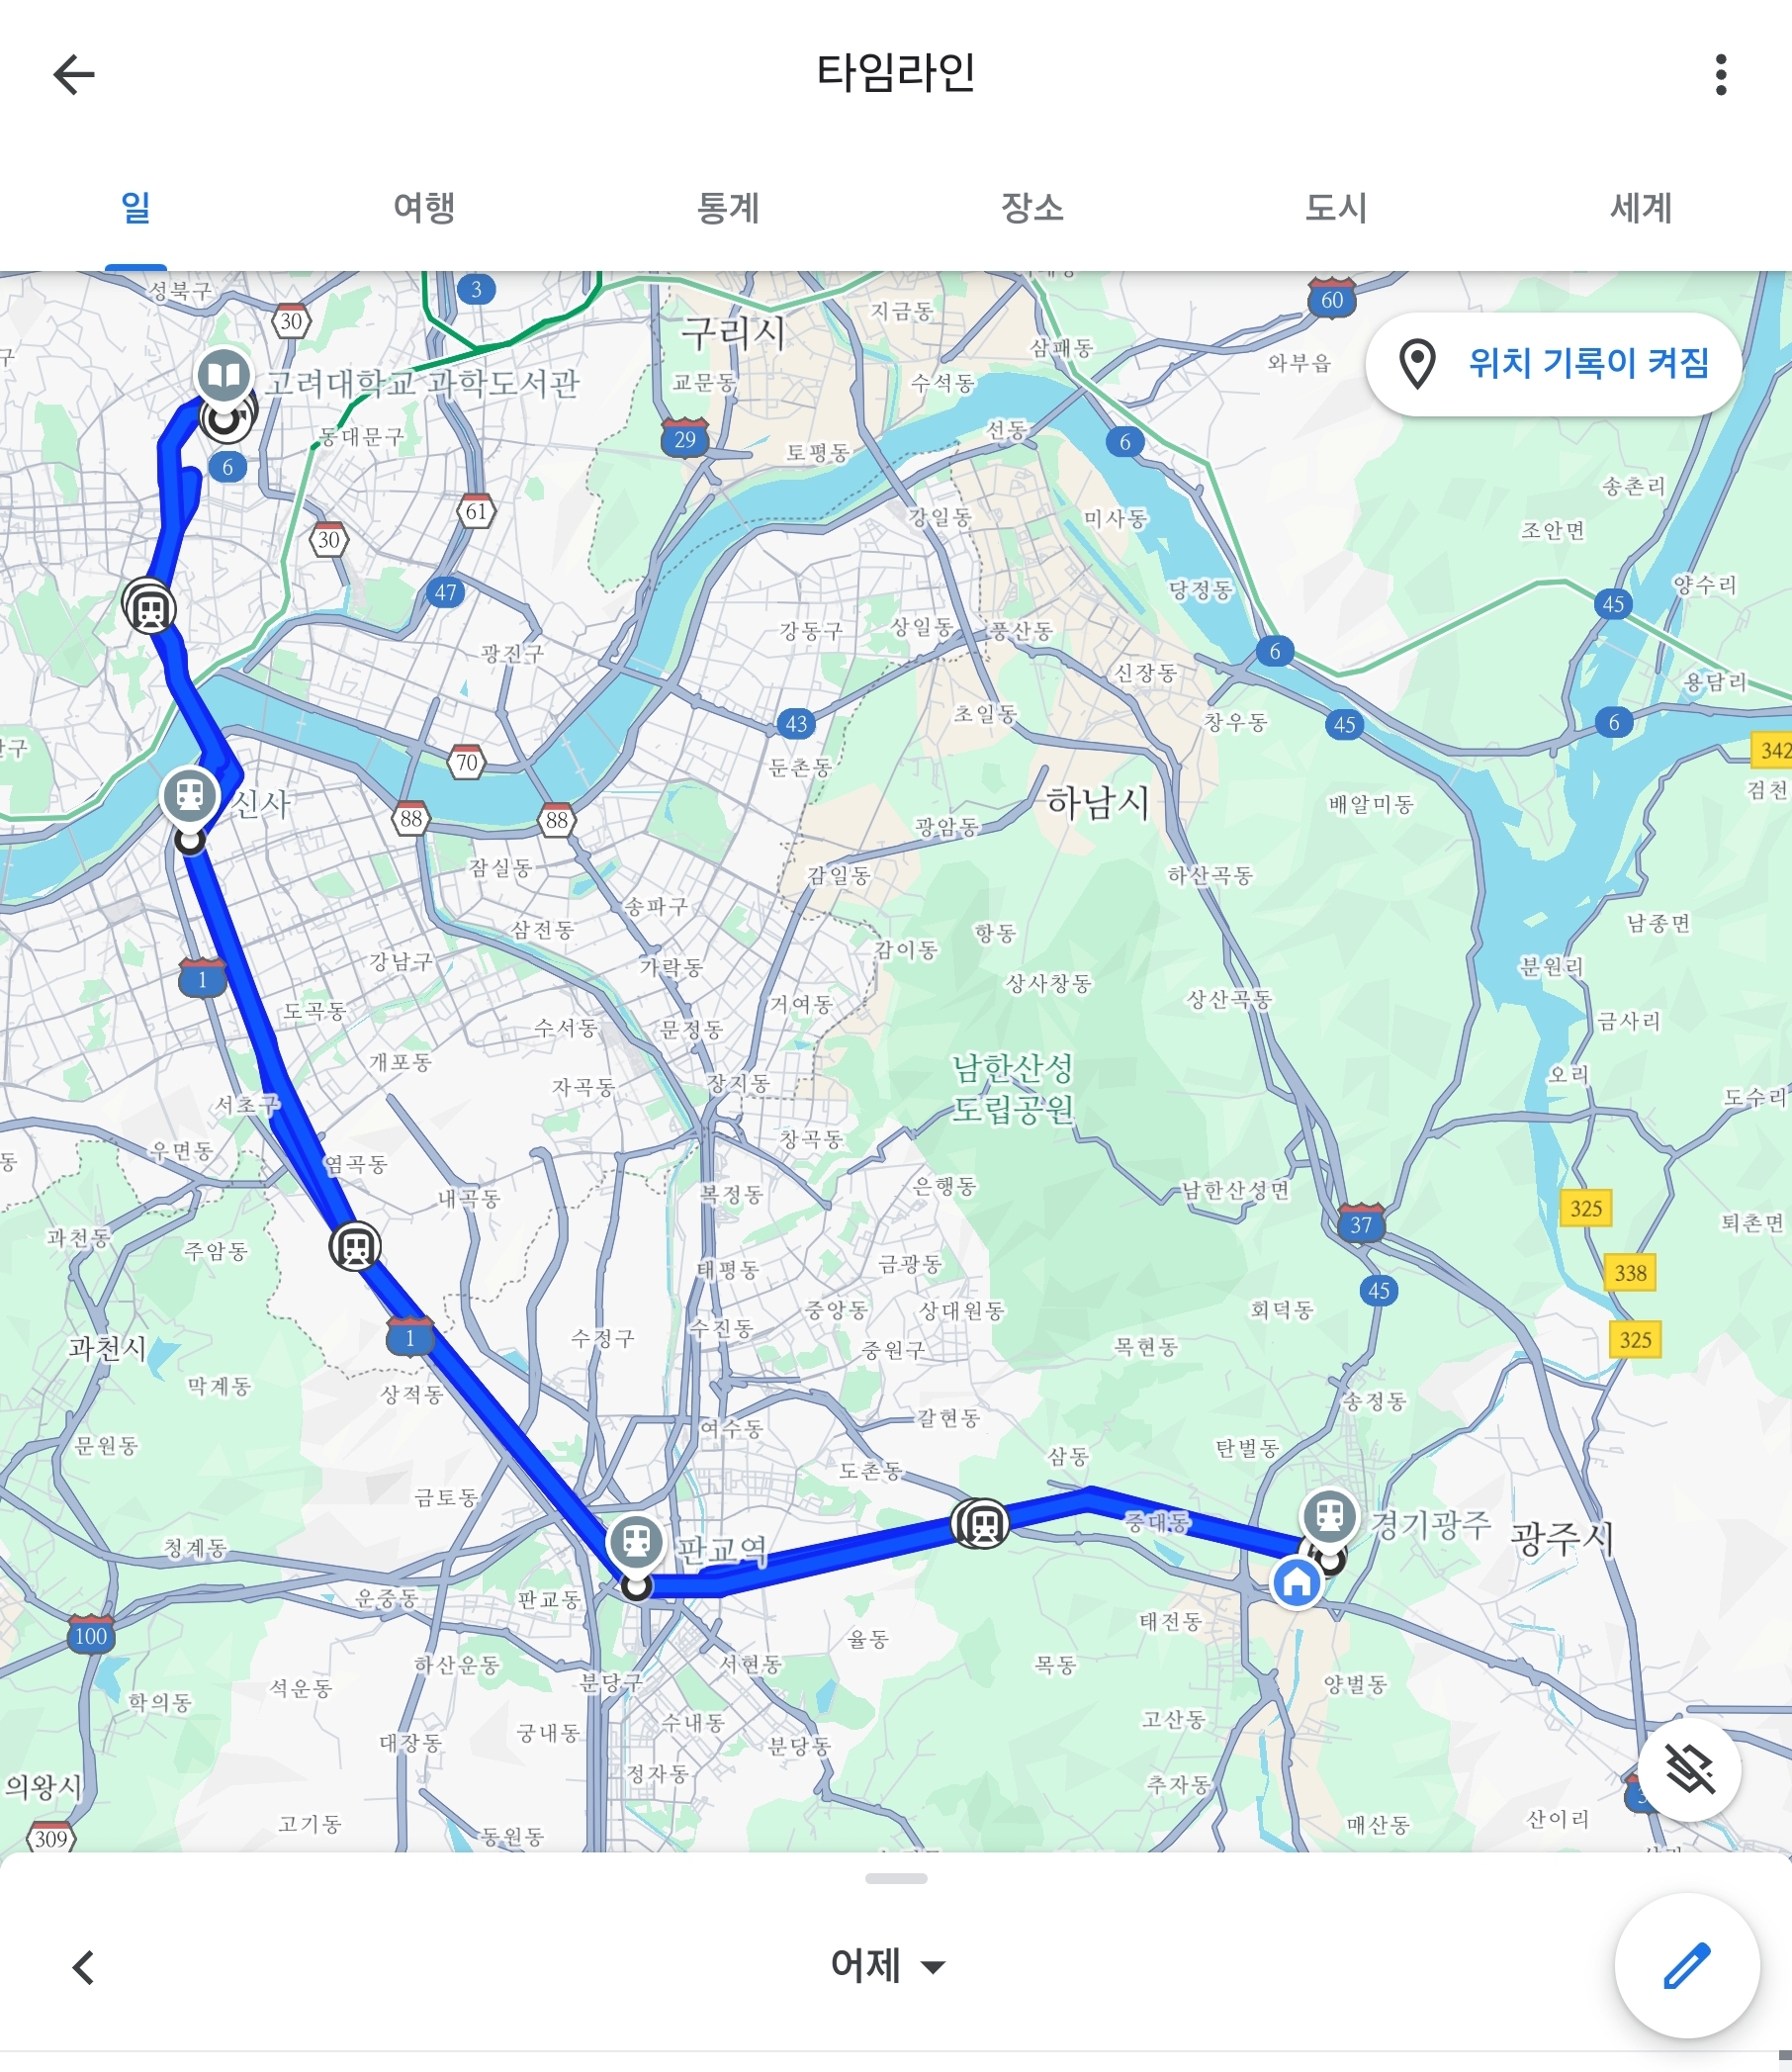 타임라인
일
여행
통계
장소
도시
세계
위치 기록이 켜짐
성북구
30
3
구리시
지금동
60
삼패동
와부읍
고려대학교 과학도서관
교문동
수석동
동대문구
29
토평동
선동
6
6
송촌리
61
강일동
미사동
조안면
30
47
당정동
45
양수리
강동구
상일동
풍산동
광진구
6
신장동
용담리
43
초일동
창우동
45
6
342
70
둔촌동
검천
신사
88
88
광암동
하남시
배알미동
잠실동
감일동
하산곡동
송파구
삼전동
항동
감이동
남종면
강남구
가락동
분원리
1
상사창동
상산곡동
도곡동
거여동
수서동
문정동
금사리
개포동
남한산성
도립공원
자곡동
장지동
오리
서초구
도수리
우면동
창곡동
염곡동
내곡동
복정동
은행동
남한산성면
325
과천동
주암동
37
퇴촌면
태평동
금광동
338
45
중앙동
상대원동
회덕동
1
수정구
수진동
325
과천시
중원구
목현동
막계동
상적동
송정동
여수동
갈현동
문원동
삼동
탄벌동
도촌동
금토동
중대동
경기광주
광주시
청계동
판교역
운중동
판교동
100
태전동
율동
하산운동
서현동
목동
분당구
석운동
양벌동
학의동
궁내동
수내동
고산동
대장동
분당동
의왕시
정자동
추자동
고기동
309
동원동
매산동
산이리
어제